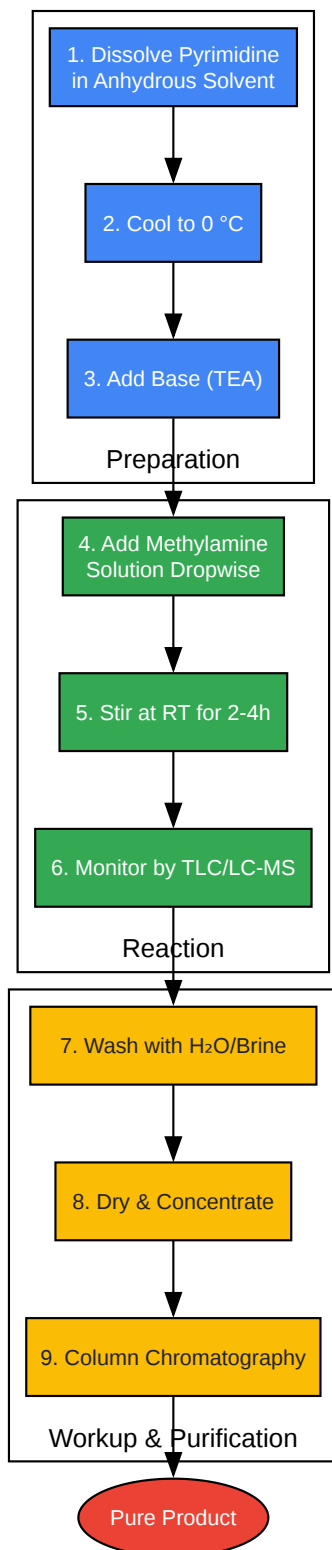 1. Dissolve Pyrimidine
in Anhydrous Solvent
2. Cool to 0 °C
3. Add Base (TEA)
Preparation
4. Add Methylamine
Solution Dropwise
5. Stir at RT for 2-4h
6. Monitor by TLC/LC-MS
Reaction
7. Wash with H₂O/Brine
8. Dry & Concentrate
9. Column Chromatography
Workup & Purification
Pure Product